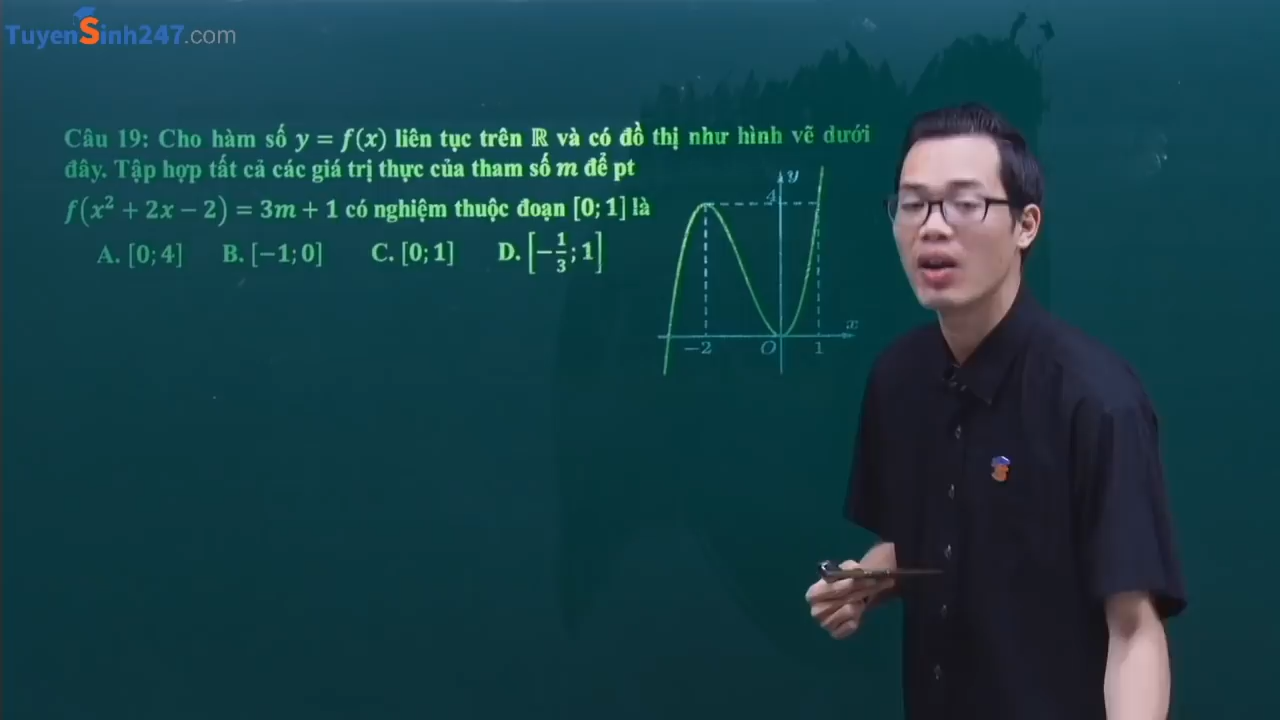 TuyenSinh247.com
Câu 19: Cho hàm số y = f(x) liên tục trên ℝ và có đồ thị như hình vẽ dưới
đây. Tập hợp tất cả các giá trị thực của tham số m để pt
f(x² + 2x − 2) = 3m + 1 có nghiệm thuộc đoạn [0; 1] là
A. [0; 4] B. [−1; 0] C. [0; 1] D. [−1/3; 1]
y
4
x
−2 O 1